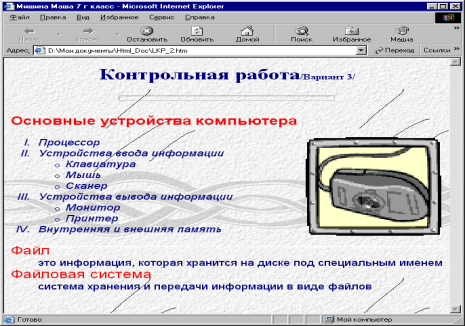 Мишина Маша 7 г класс - Microsoft Internet Explorer
Файл Правка Вид Избранное Сервис Справка
Назад Вперед Остановить Обновить Домой Поиск Избранное Медиа
Адрес: D:\Мои документы\Html_Doc\LKP_2.htm Переход Ссылки »
Контрольная работа/Вариант 3/
Основные устройства компьютера
I. Процессор
II. Устройства ввода информации
o Клавиатура
o Мышь
o Сканер
III. Устройства вывода информации
o Монитор
o Принтер
IV. Внутренняя и внешняя память
Файл
это информация, которая хранится на диске под специальным именем
Файловая система
система хранения и передачи информации в виде файлов
Готово Мой компьютер